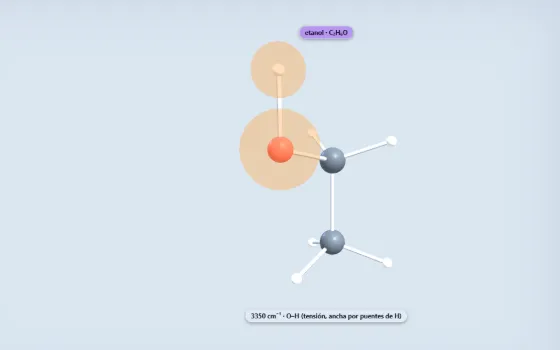 etanol · C₂H₆O
3350 cm⁻¹ · O–H (tensión, ancha por puentes de H)